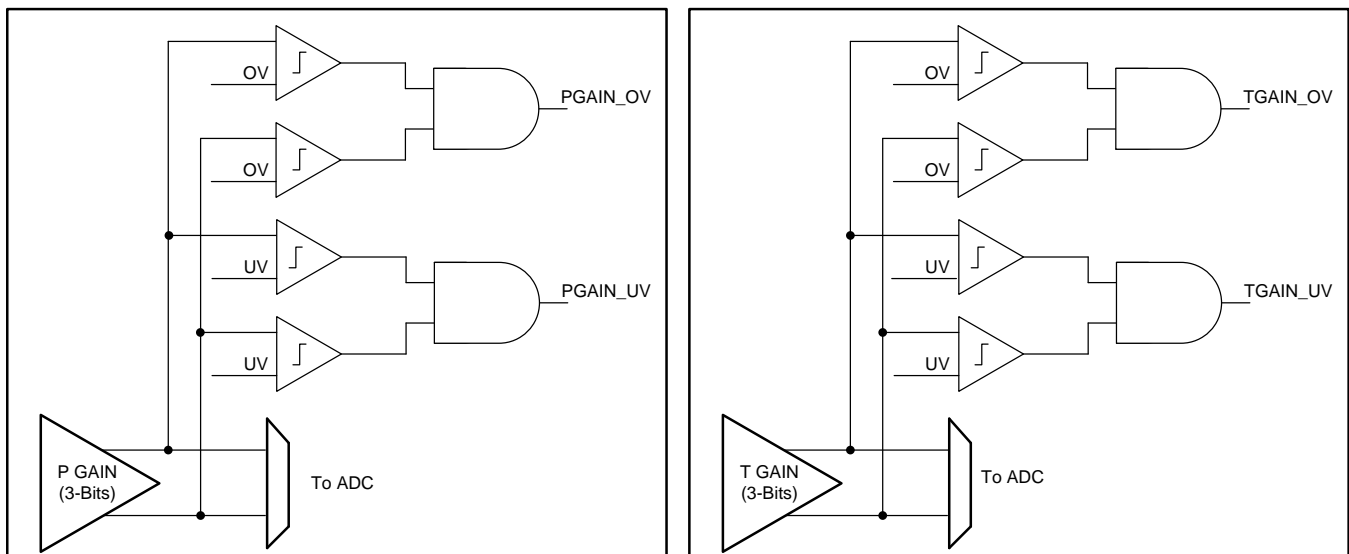 OV
PGAIN_OV
OV
UV
PGAIN_UV
UV
P GAIN
(3-Bits)
To ADC
OV
TGAIN_OV
OV
UV
TGAIN_UV
UV
T GAIN
(3-Bits)
To ADC